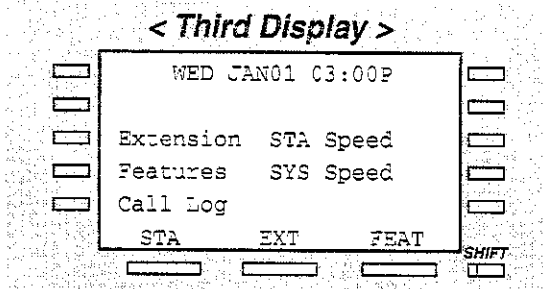 < Third Display >
WED JAN01 03:00P
Extension STA Speed
Features SYS Speed
Call Log
STA EXT FEAT
SHIFT